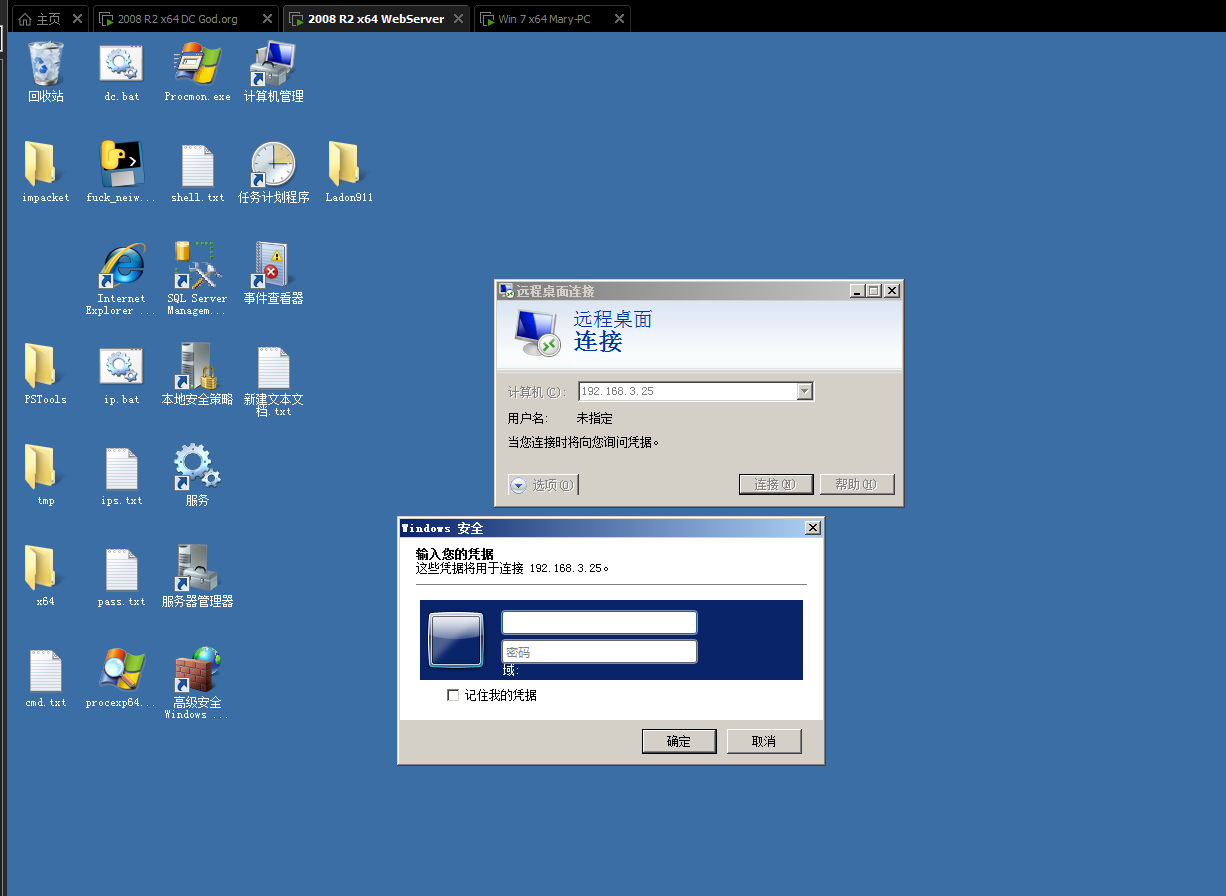 主页
2008 R2 x64 DC God.org
2008 R2 x64 WebServer
Win 7 x64 Mary-PC
回收站
dc.bat
Procmon.exe
计算机管理
impacket
fuck_neiw...
shell.txt
任务计划程序
Ladon911
Internet
Explorer ...
SQL Server
Managem...
事件查看器
PSTools
ip.bat
本地安全策略
新建文本文
档.txt
tmp
ips.txt
服务
x64
pass.txt
服务器管理器
cmd.txt
procexp64...
高级安全
Windows ...
远程桌面连接
远程桌面
连接
计算机(C):
192.168.3.25
用户名:
未指定
当您连接时将向您询问凭据。
选项(O)
连接(N)
帮助(H)
Windows 安全
输入您的凭据
这些凭据将用于连接 192.168.3.25。
密码
域:
记住我的凭据
确定
取消